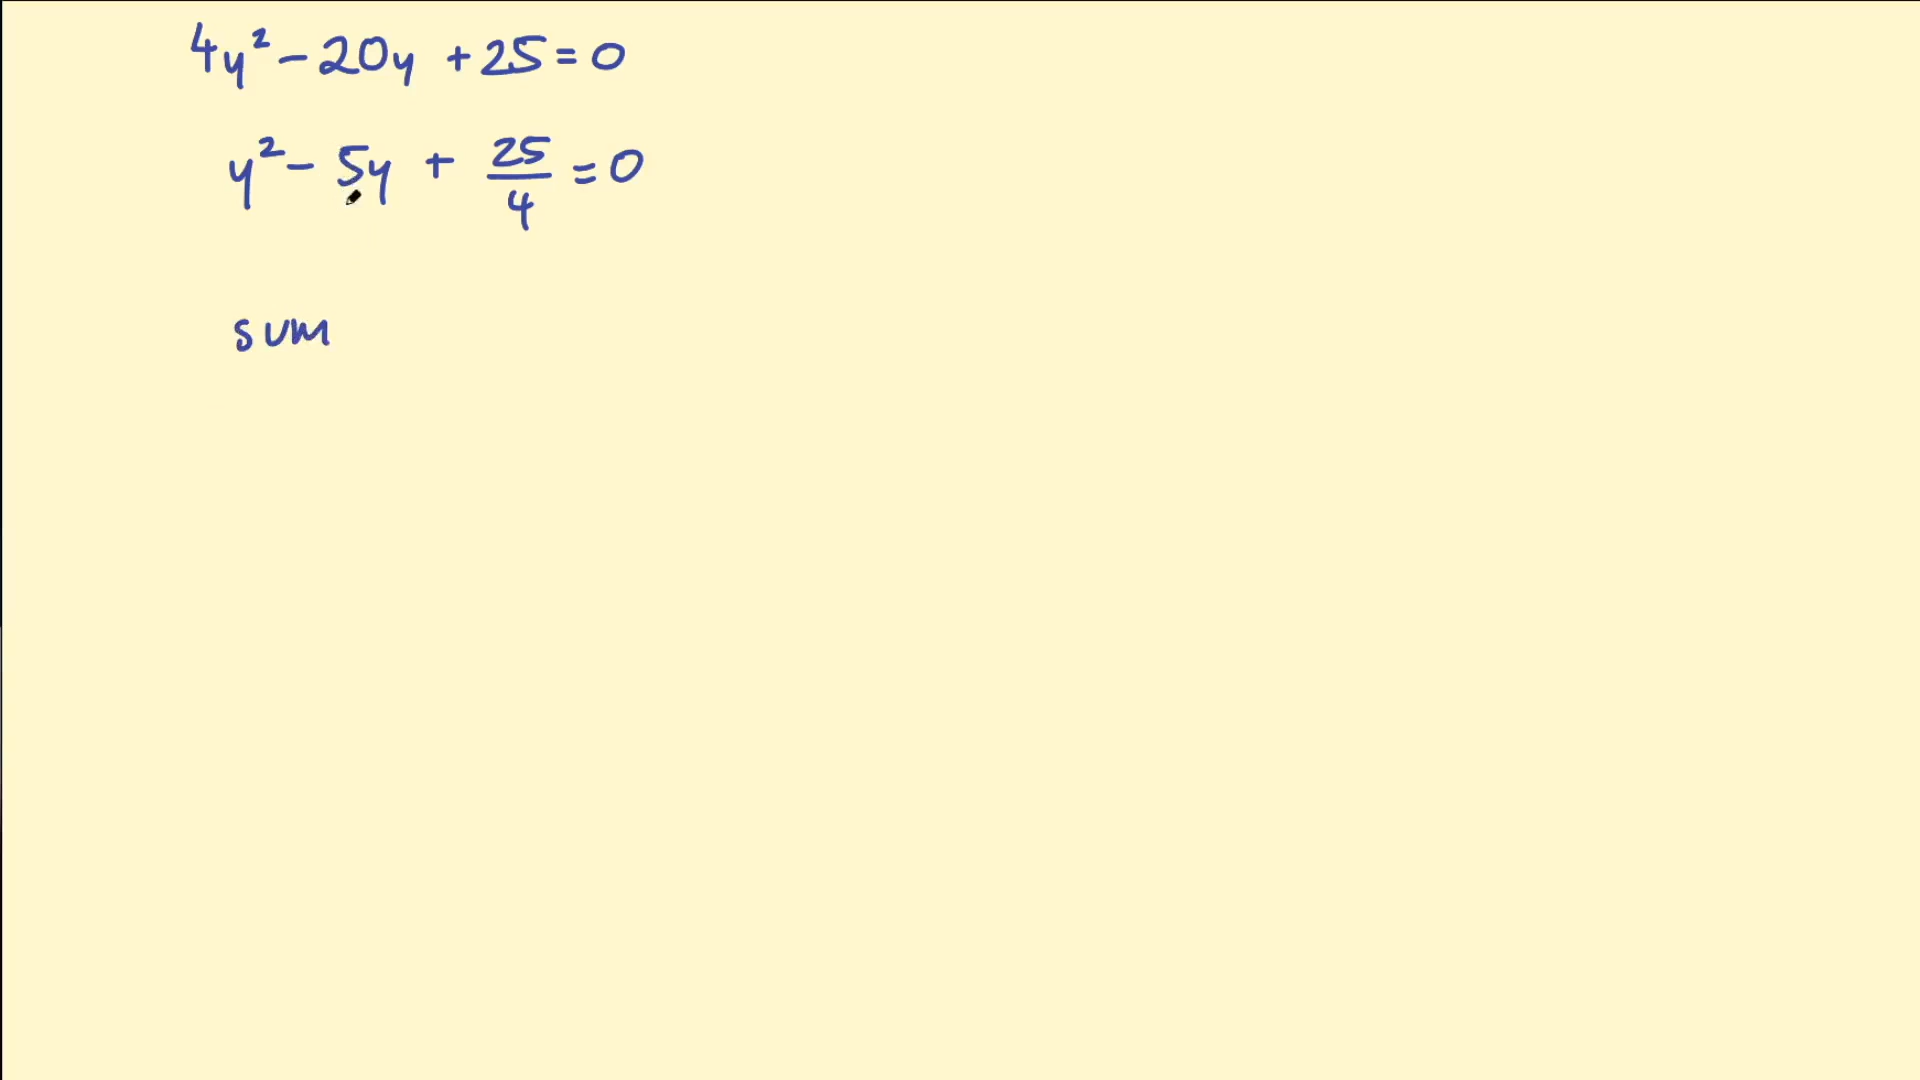 4y² - 20y + 25 = 0
y² - 5y + 25/4 = 0
sum